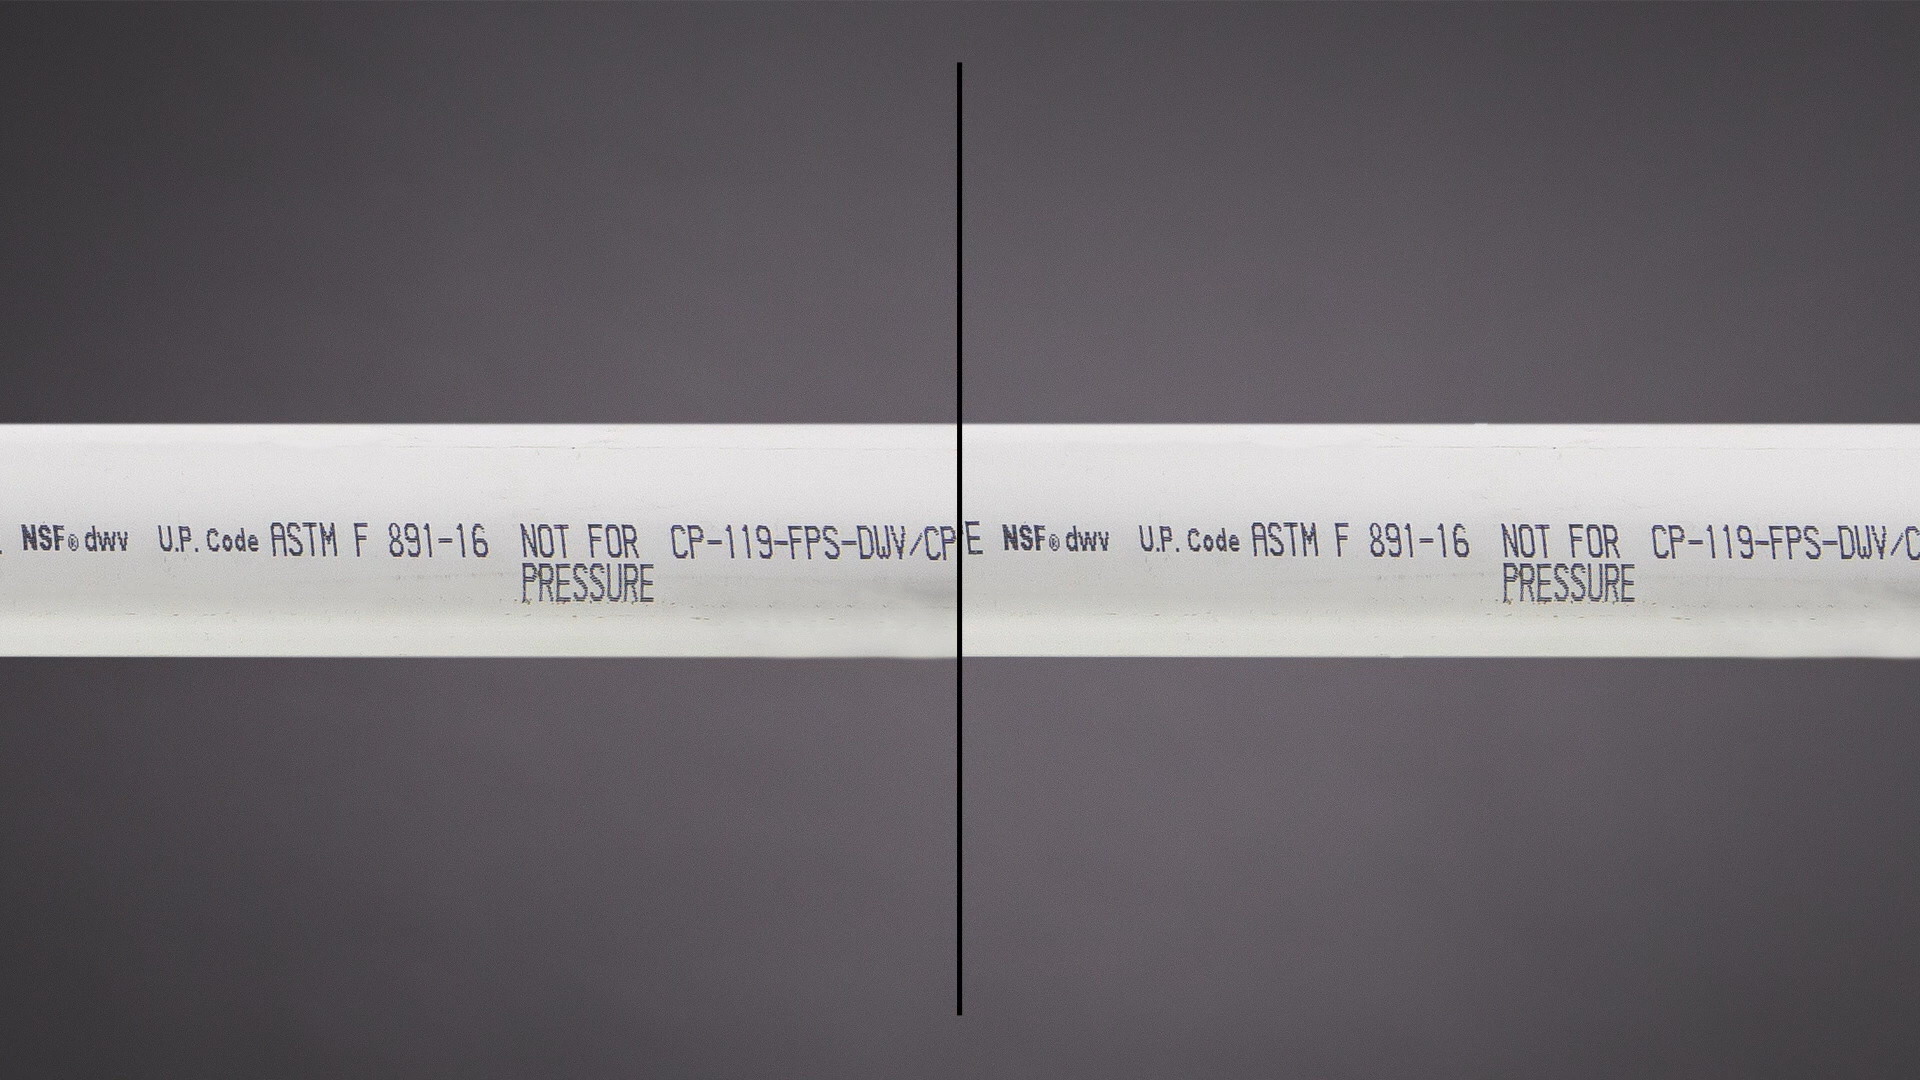 NSF® dwv U.P. Code ASTM F 891-16 NOT FOR CP-119-FPS-DWV/CP
PRESSURE
E NSF® dwv U.P. Code ASTM F 891-16 NOT FOR CP-119-FPS-DWV/C
PRESSURE